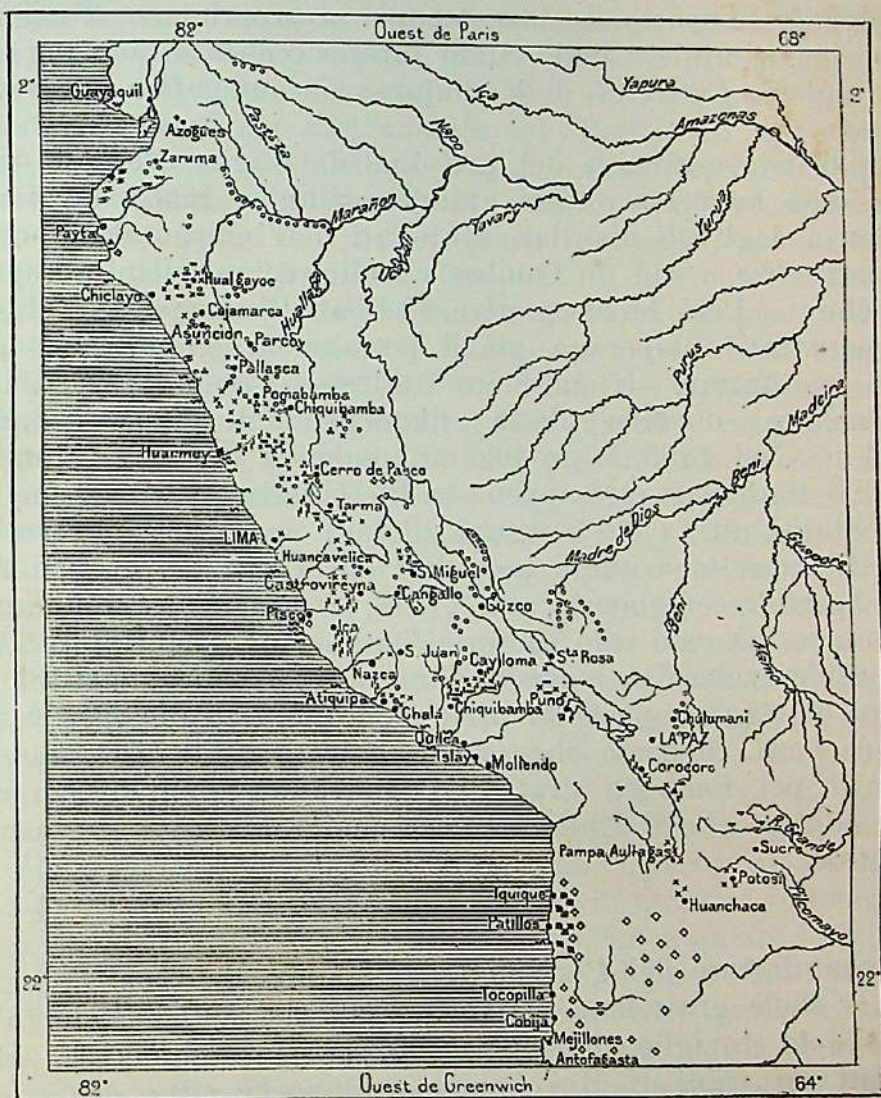 82° Ouest de Paris 68°
2° 2°
Guayaquil
Yapura
Iça
Amazonas
Napo
Pastaza
Azogues
Zaruma
Marañon
Yavary
Yurua
Payta
Ucayali
Huallaga
Hualgayoc
Chiclayo
Cajamarca
Asuncion
Parcoy
Pallasca
Purus
Pomabamba
Chiquibamba
Madeira
Huarmey
Cerro de Pasco
Beni
Tarma
Madre de Dios
LIMA
Huancavelica
S. Miguel
Castrovireyna
Cangallo
Cuzco
Pisco
Ica
Beni
S. Juan
Sta Rosa
Nazca
Caylloma
Puno
Atiquipa
Chala
Chiquibamba
Chulumani
Quilca
LA PAZ
Islay
Mollendo
Corocoro
R. Grande
Pampa Aullagas
Sucre
Potosi
Iquique
Huanchaca
Pilcomayo
Patillos
22° 22°
Tocopilla
Cobija
Mejillones
Antofagasta
82° Ouest de Greenwich 64°